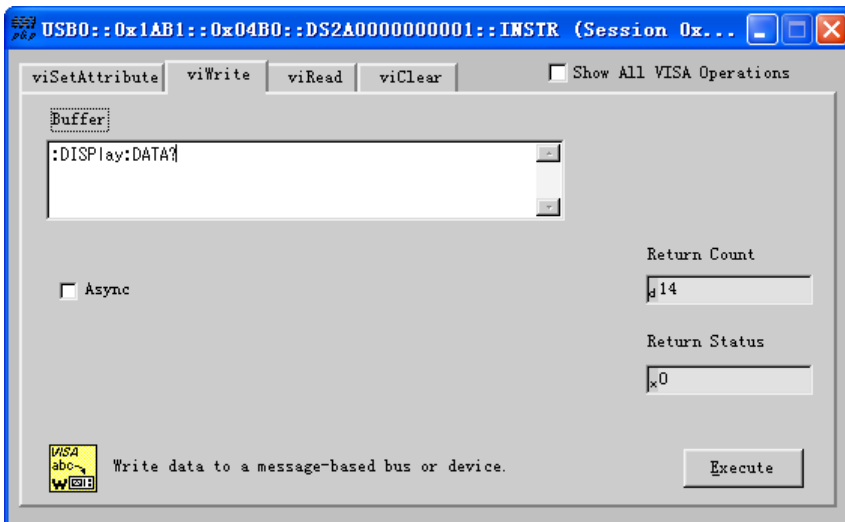 USB0::0x1AB1::0x04B0::DS2A0000000001::INSTR (Session 0x...
viSetAttribute viWrite viRead viClear Show All VISA Operations
Buffer
:DISPlay:DATA?
Return Count
Async
d 14
Return Status
x 0
VISA
abc
W
Write data to a message-based bus or device.
Execute